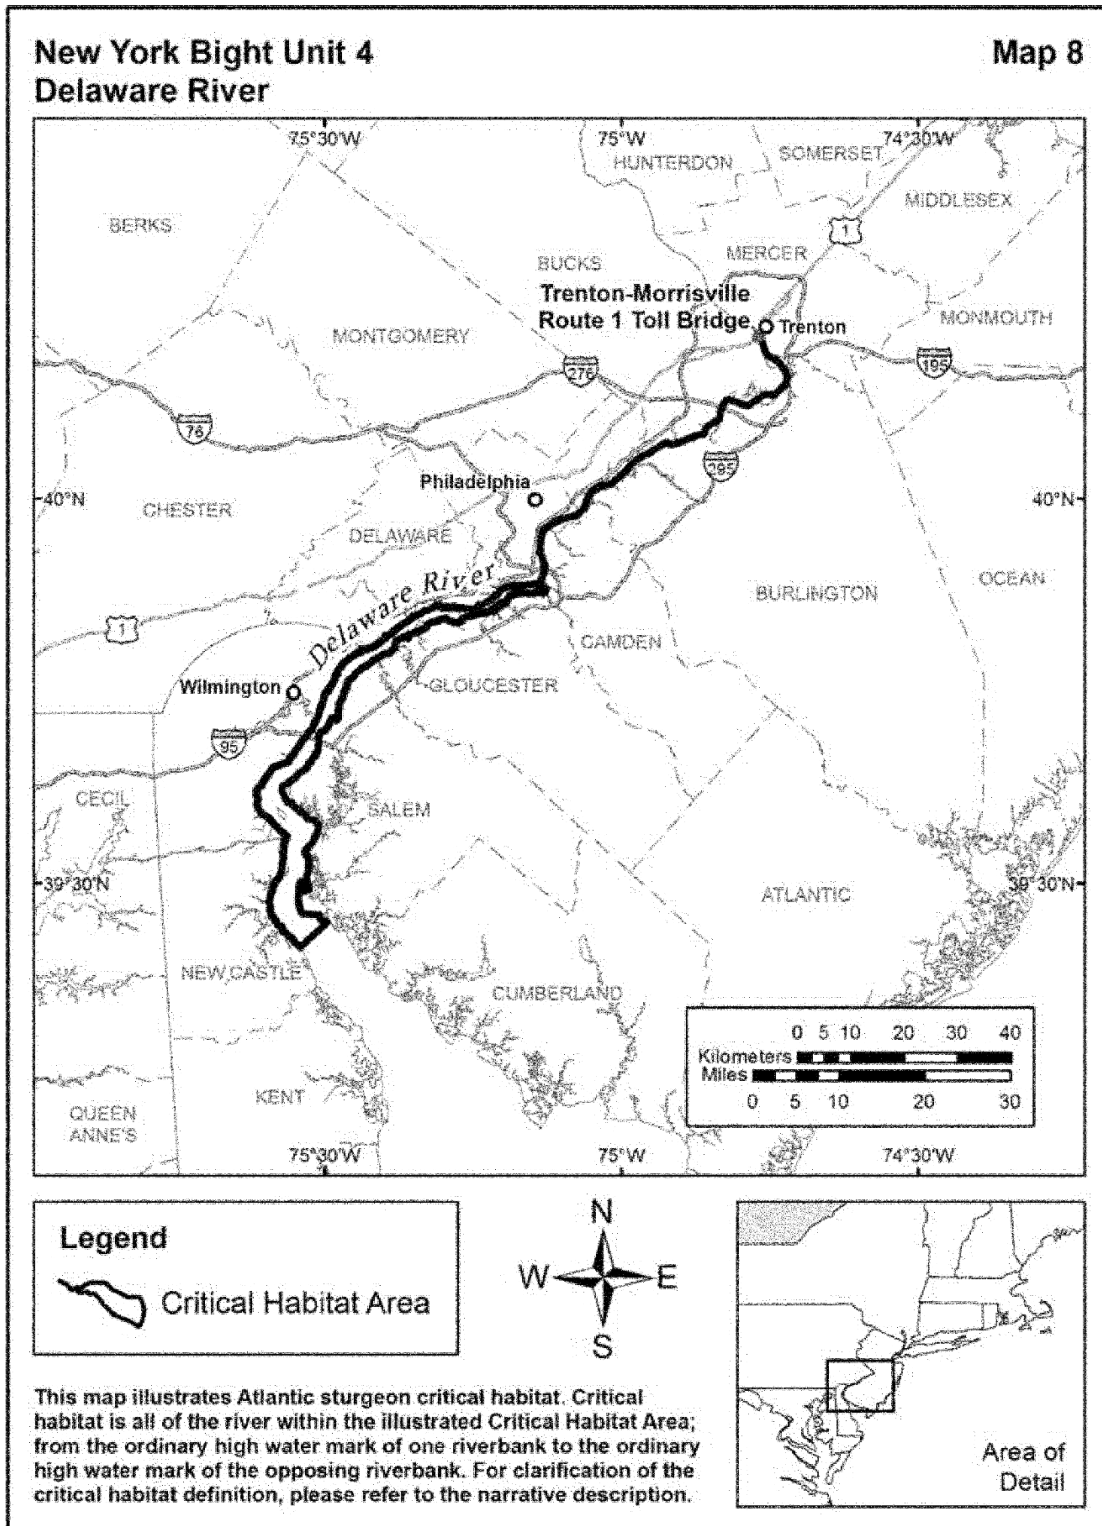 New York Bight Unit 4
Map 8
Delaware River
75°30'W
75°W
74°30'W
HUNTERDON
SOMERSET
MIDDLESEX
BERKS
1
MERCER
BUCKS
Trenton-Morrisville
Route 1 Toll Bridge
Trenton
MONMOUTH
MONTGOMERY
276
195
76
295
Philadelphia
40°N
40°N
CHESTER
DELAWARE
OCEAN
Delaware River
BURLINGTON
1
CAMDEN
Wilmington
GLOUCESTER
95
CECIL
SALEM
39°30'N
39°30'N
ATLANTIC
NEW CASTLE
CUMBERLAND
KENT
QUEEN
ANNE'S
0 5 10 20 30 40
Kilometers
Miles
0 5 10 20 30
75°30'W
75°W
74°30'W
Legend
Critical Habitat Area
N
W
E
S
This map illustrates Atlantic sturgeon critical habitat. Critical
habitat is all of the river within the illustrated Critical Habitat Area;
from the ordinary high water mark of one riverbank to the ordinary
high water mark of the opposing riverbank. For clarification of the
critical habitat definition, please refer to the narrative description.
Area of
Detail